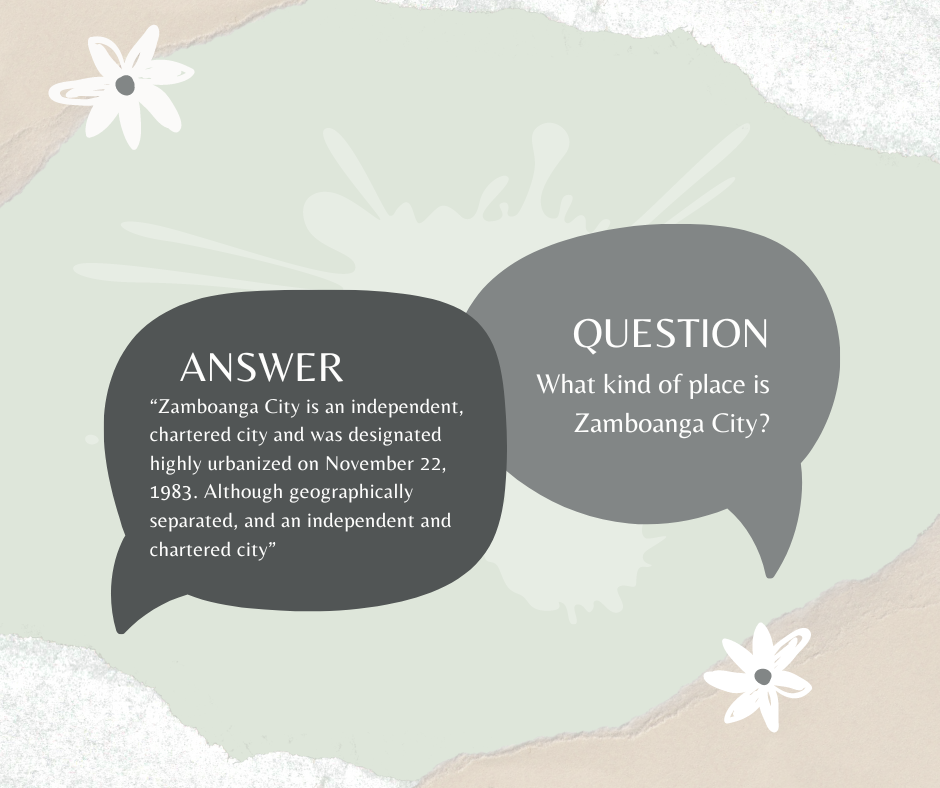 QUESTION
What kind of place is
Zamboanga City?
ANSWER
“Zamboanga City is an independent,
chartered city and was designated
highly urbanized on November 22,
1983. Although geographically
separated, and an independent and
chartered city”